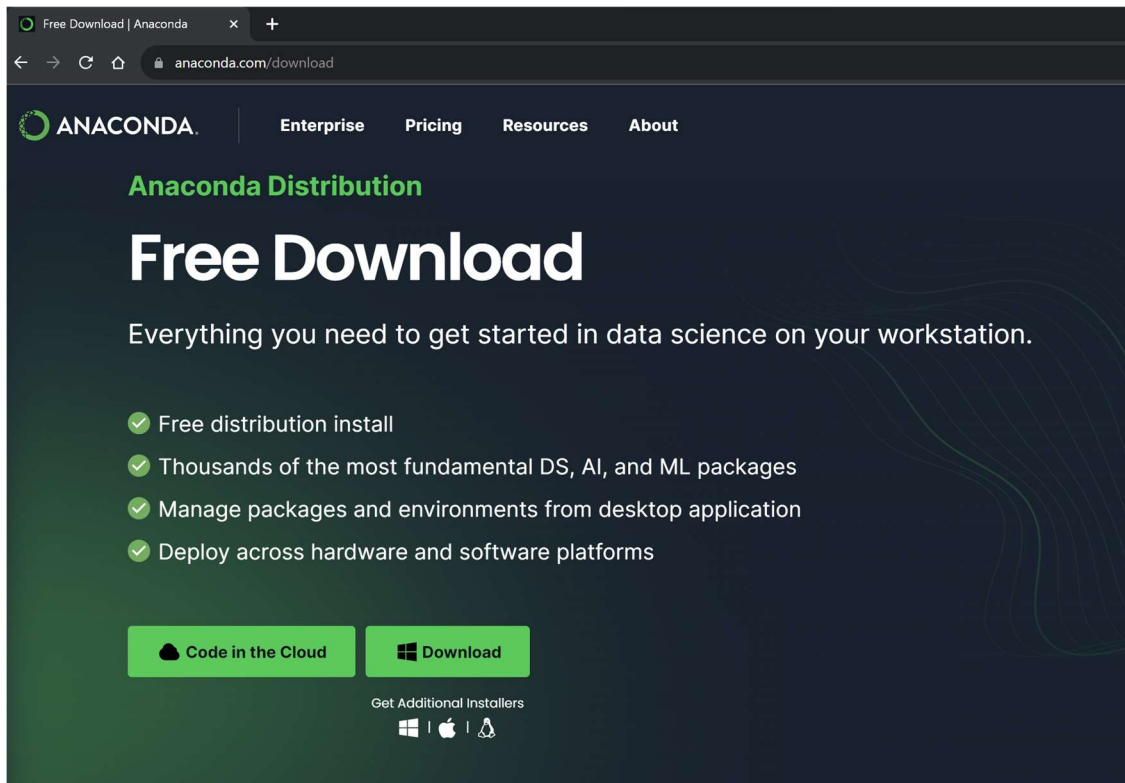 Free Download | Anaconda
anaconda.com/download
ANACONDA. Enterprise Pricing Resources About
Anaconda Distribution
Free Download
Everything you need to get started in data science on your workstation.
Free distribution install
Thousands of the most fundamental DS, AI, and ML packages
Manage packages and environments from desktop application
Deploy across hardware and software platforms
Code in the Cloud Download
Get Additional Installers